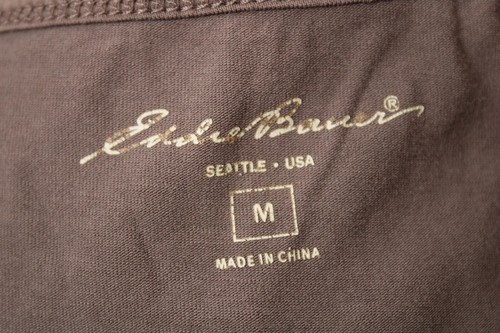 Eddie Bauer®
SEATTLE · USA
M
MADE IN CHINA